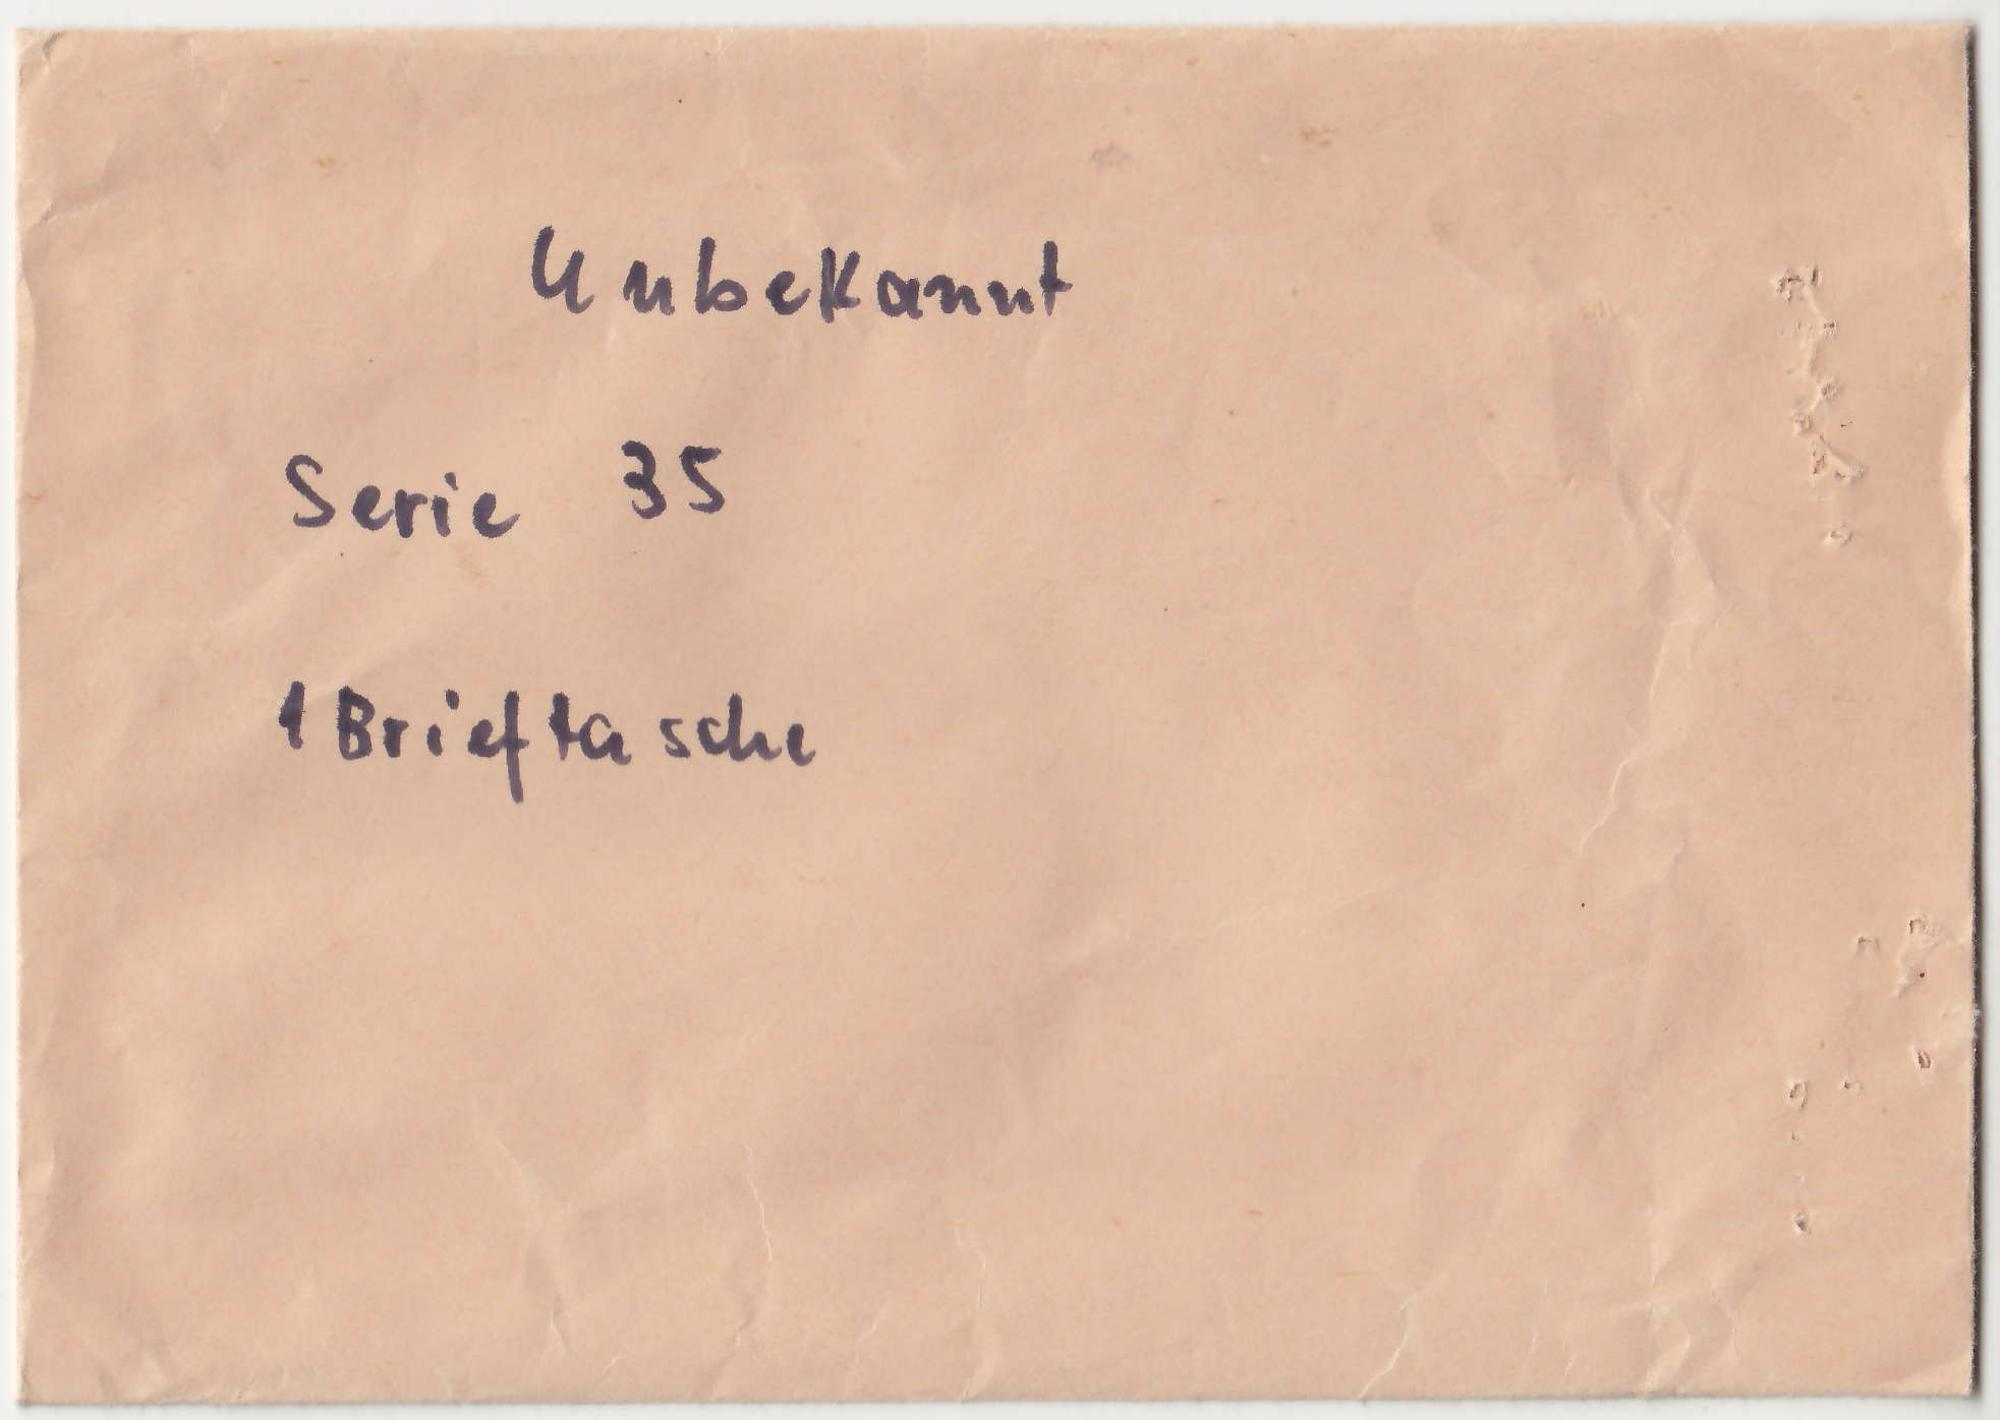 Unbekannt
Serie 35
1 Brieftasche